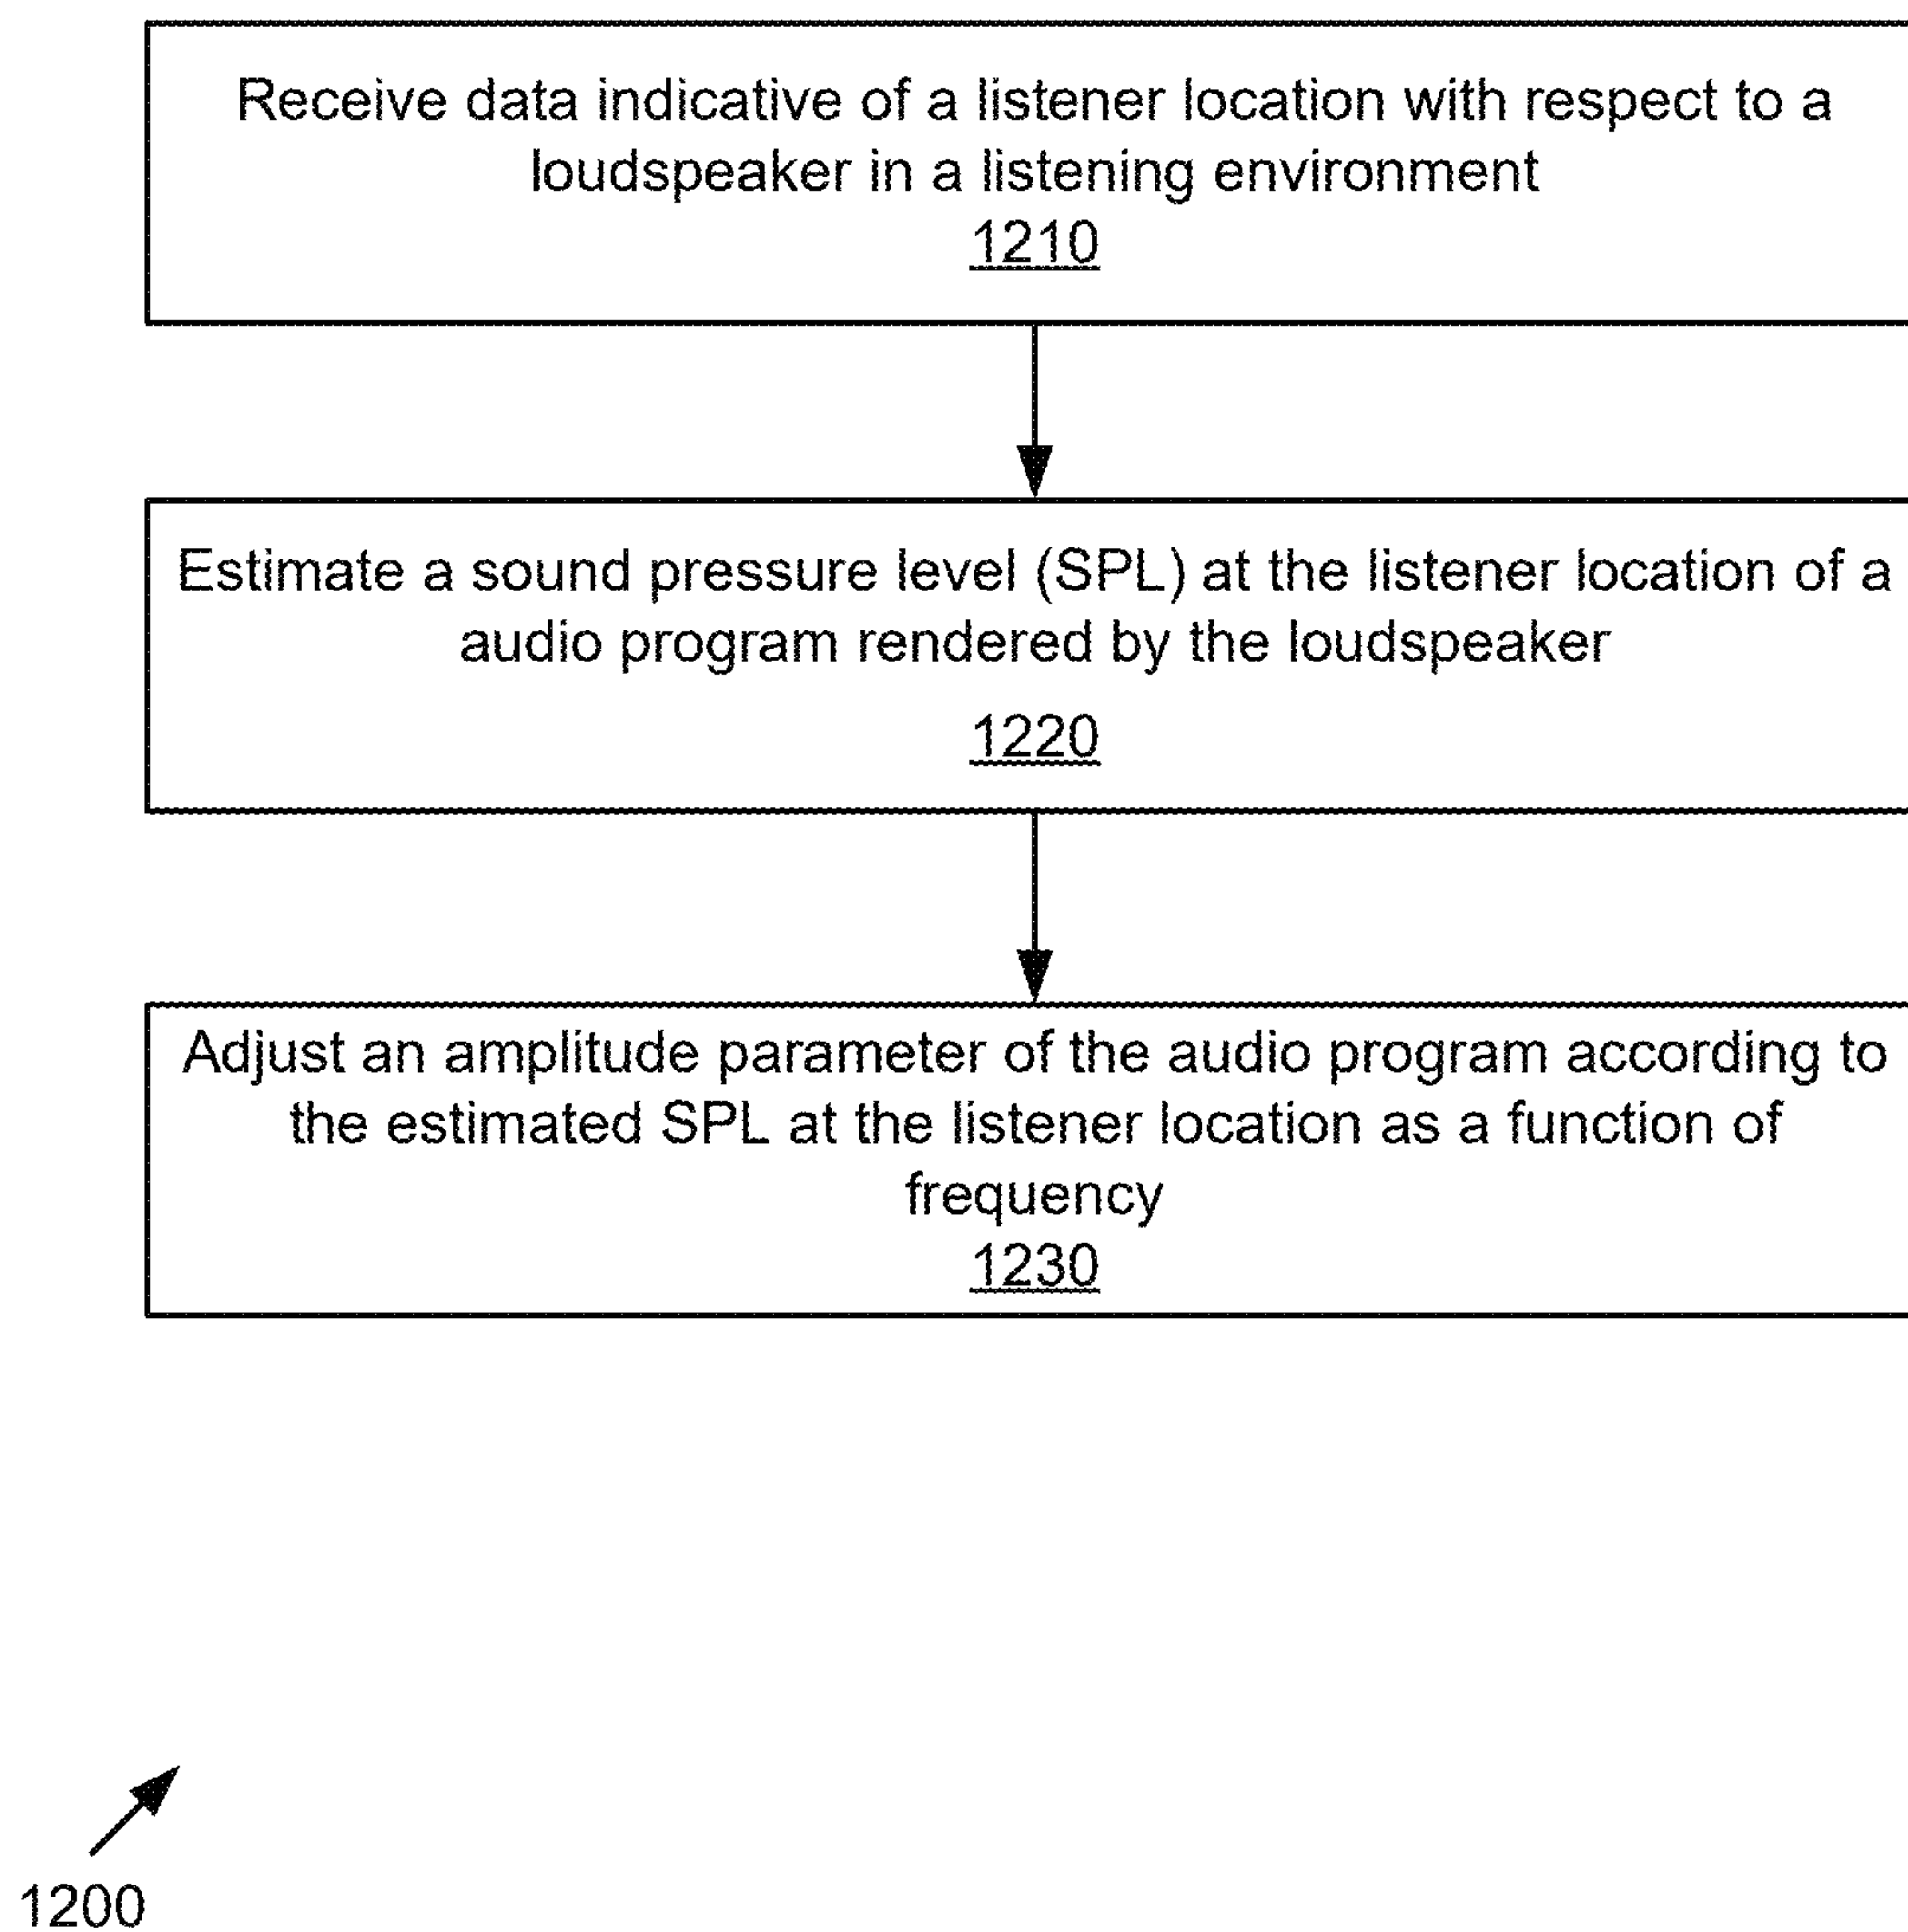 Receive data indicative of a listener location with respect to a
loudspeaker in a listening environment
1210
Estimate a sound pressure level (SPL) at the listener location of a
audio program rendered by the loudspeaker
1220
Adjust an amplitude parameter of the audio program according to
the estimated SPL at the listener location as a function of
frequency
1230
1200